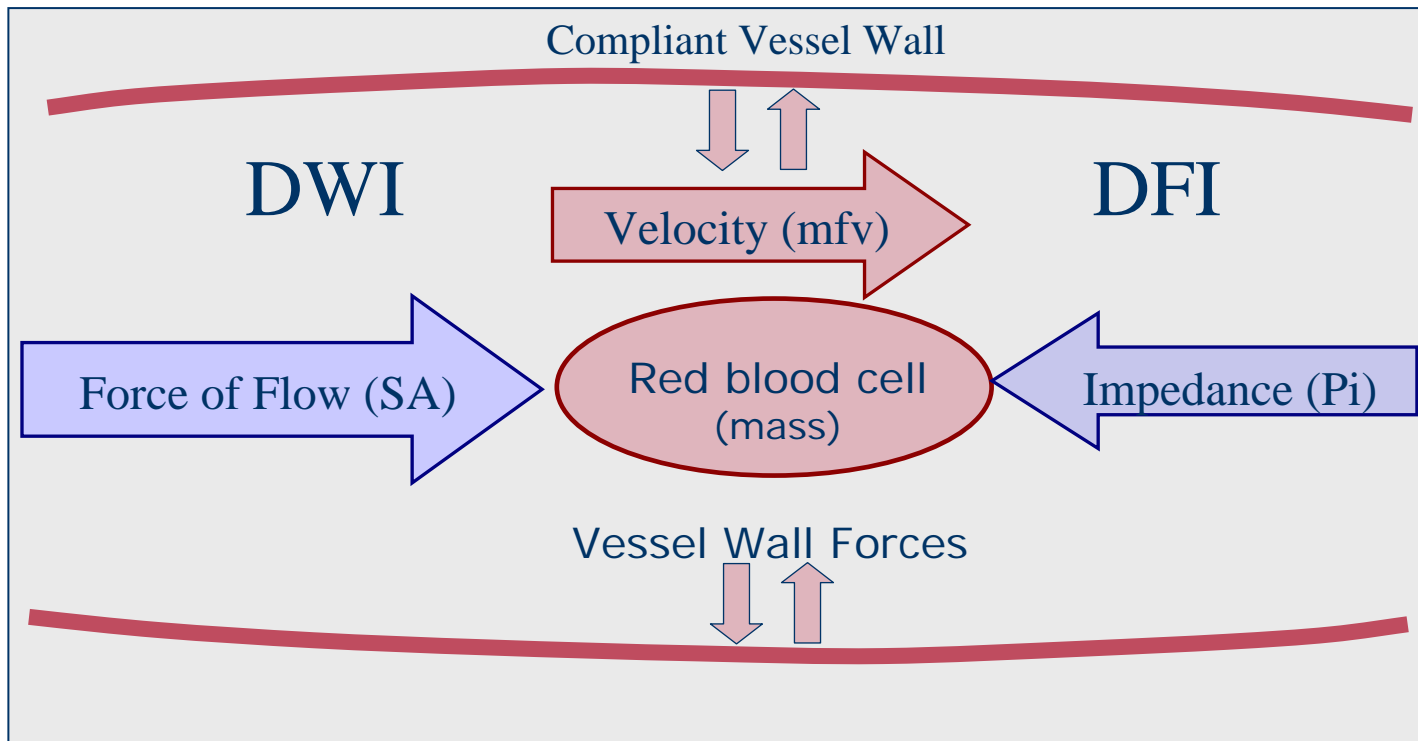 Compliant Vessel Wall
DWI
DFI
Velocity (mfv)
Force of Flow (SA)
Red blood cell
(mass)
Impedance (Pi)
Vessel Wall Forces